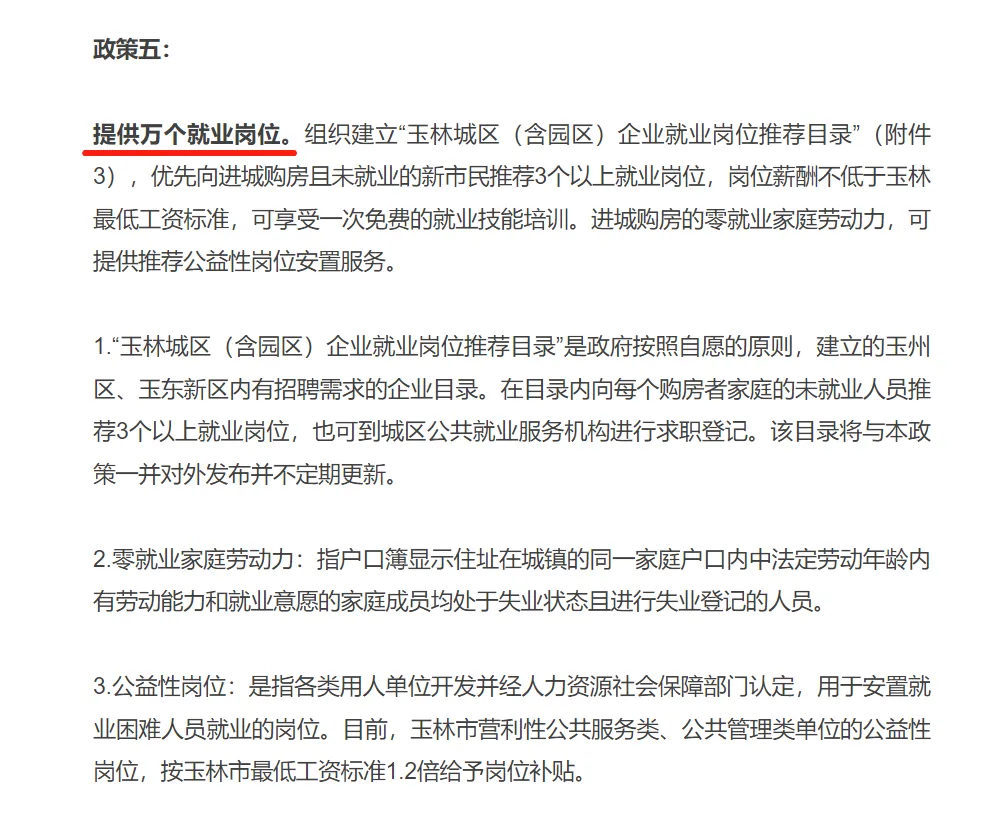 政策五：
提供万个就业岗位。组织建立“玉林城区（含园区）企业就业岗位推荐目录”（附件
3），优先向进城购房且未就业的新市民推荐3个以上就业岗位，岗位薪酬不低于玉林
最低工资标准，可享受一次免费的就业技能培训。进城购房的零就业家庭劳动力，可
提供推荐公益性岗位安置服务。
1.“玉林城区（含园区）企业就业岗位推荐目录”是政府按照自愿的原则，建立的玉州
区、玉东新区内有招聘需求的企业目录。在目录内向每个购房者家庭的未就业人员推
荐3个以上就业岗位，也可到城区公共就业服务机构进行求职登记。该目录将与本政
策一并对外发布并不定期更新。
2.零就业家庭劳动力：指户口簿显示住址在城镇的同一家庭户口内中法定劳动年龄内
有劳动能力和就业意愿的家庭成员均处于失业状态且进行失业登记的人员。
3.公益性岗位：是指各类用人单位开发并经人力资源社会保障部门认定，用于安置就
业困难人员就业的岗位。目前，玉林市营利性公共服务类、公共管理类单位的公益性
岗位，按玉林市最低工资标准1.2倍给予岗位补贴。